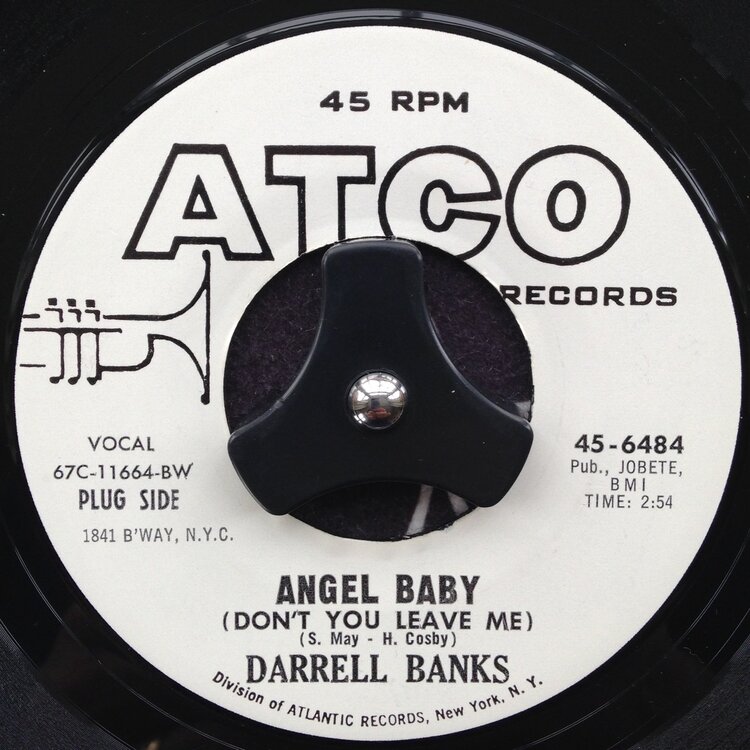 45 RPM
ATCO
RECORDS
VOCAL
67C-11664-BW
PLUG SIDE
1841 B'WAY, N.Y.C.
45-6484
Pub., JOBETE,
BMI
TIME: 2:54
ANGEL BABY
(DON'T YOU LEAVE ME)
(S. May - H. Cosby)
DARRELL BANKS
Division of ATLANTIC RECORDS, New York, N. Y.